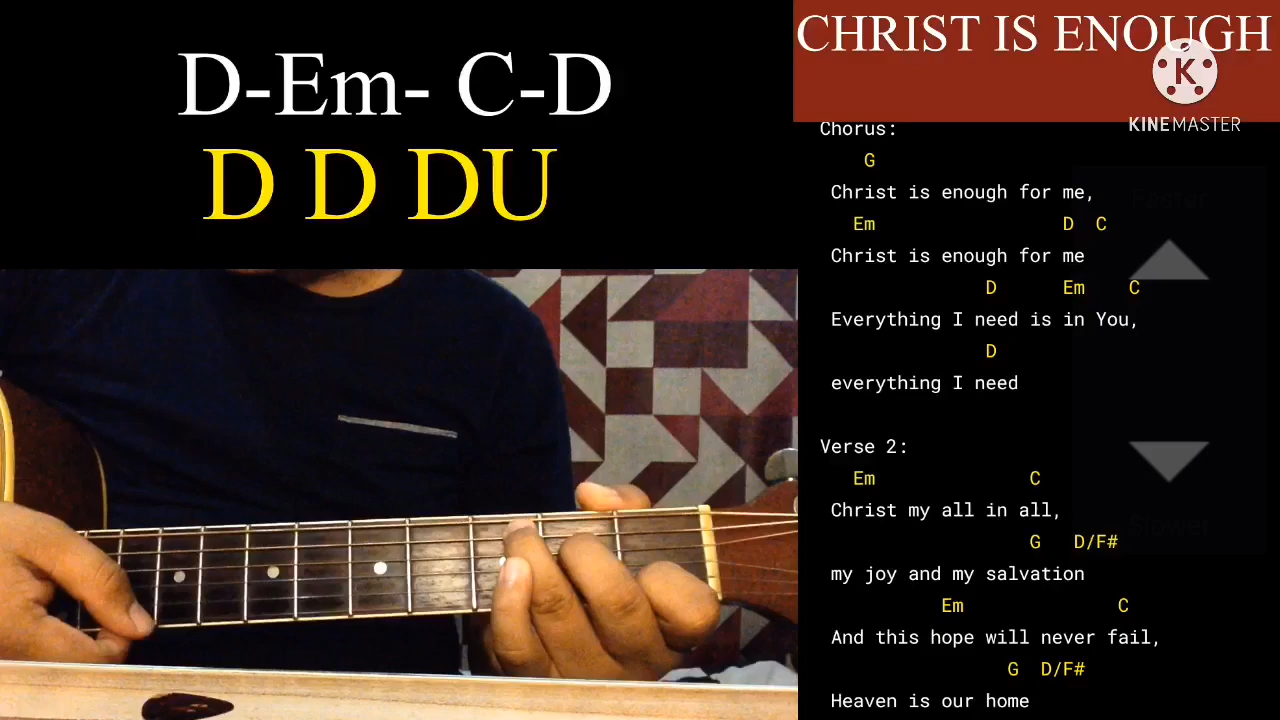 D-Em- C-D
D D DU
CHRIST IS ENOUGH
K
KINEMASTER
Chorus:
G
Christ is enough for me,
Em D C
Christ is enough for me
D Em C
Everything I need is in You,
D
everything I need
Verse 2:
Em C
Christ my all in all,
G D/F#
my joy and my salvation
Em C
And this hope will never fail,
G D/F#
Heaven is our home
Faster
Slower